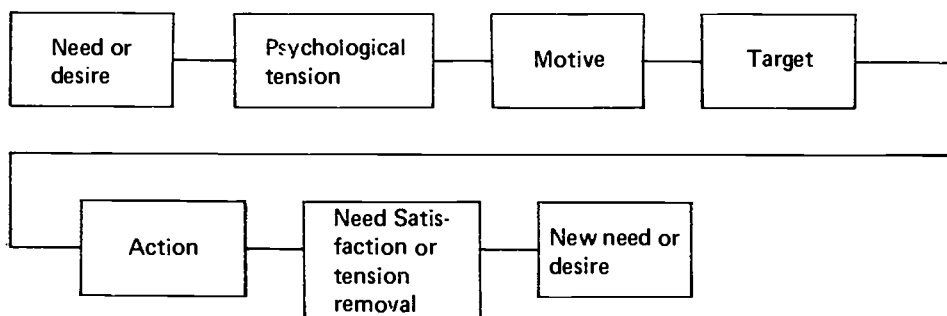 Need or
desire
Psychological
tension
Motive
Target
Action
Need Satis-
faction or
tension
removal
New need or
desire